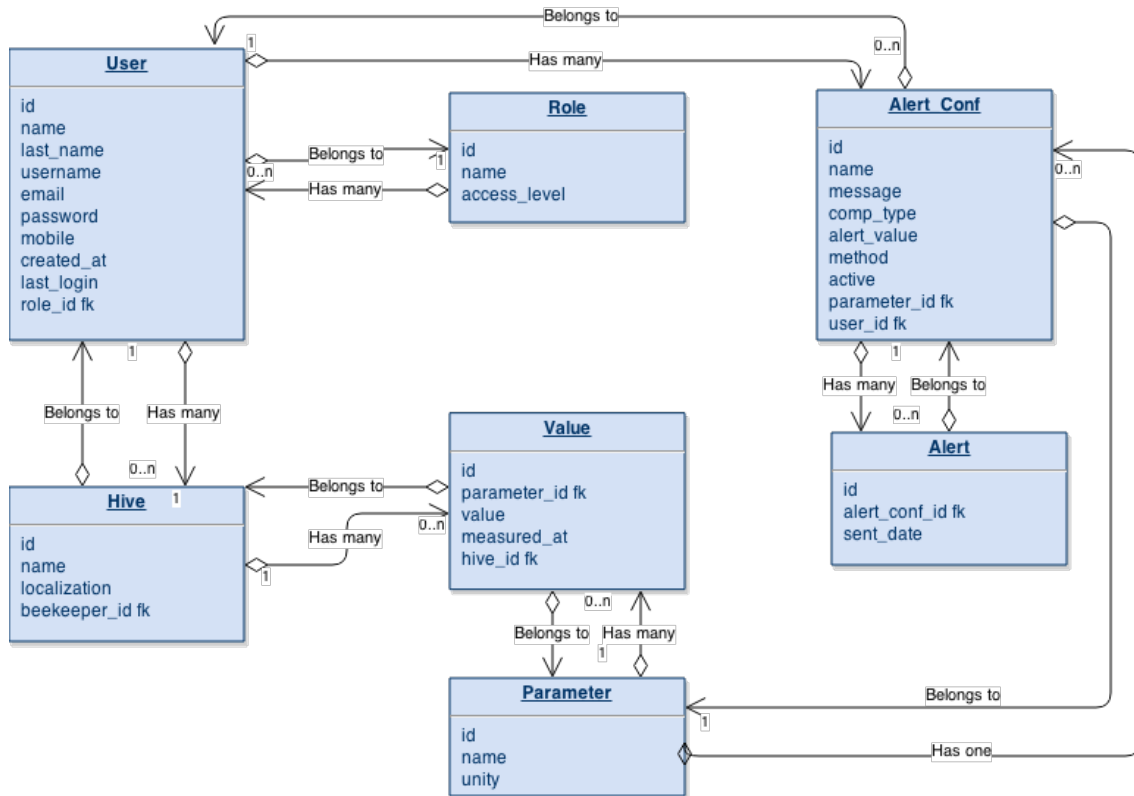 Belongs to
1
0..n
Has many
User
id
name
last_name
username
email
password
mobile
created_at
last_login
role_id fk
Role
id
name
access_level
Belongs to
0..n
1
Has many
Alert_Conf
id
name
message
comp_type
alert_value
method
active
parameter_id fk
user_id fk
0..n
1
1
Belongs to
Has many
0..n
1
Has many
Belongs to
0..n
Value
id
parameter_id fk
value
measured_at
hive_id fk
Alert
id
alert_conf_id fk
sent_date
Hive
id
name
localization
beekeeper_id fk
Belongs to
0..n
Has many
1
0..n
Belongs to
Has many
1
Parameter
id
name
unity
Belongs to
1
Has one